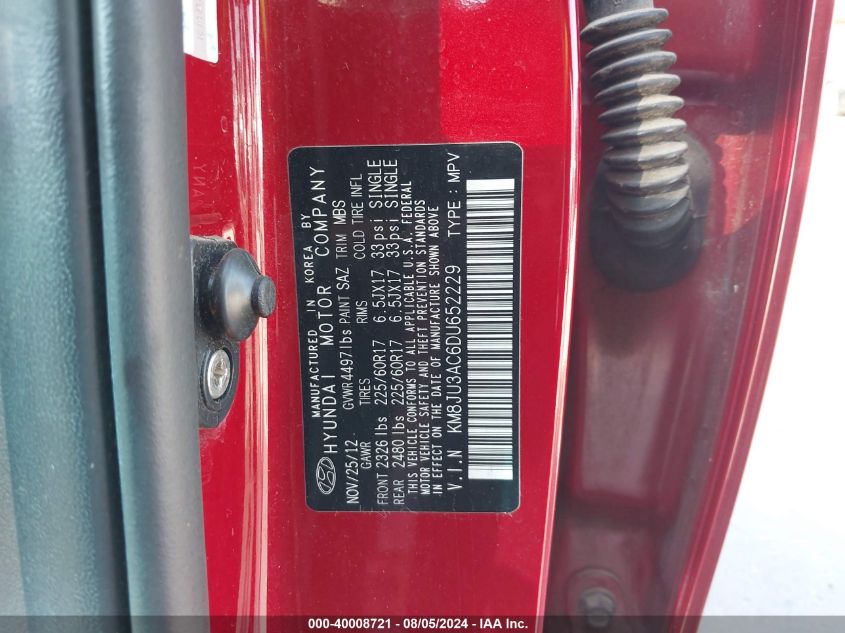 MANUFACTURED IN KOREA BY
HYUNDAI MOTOR COMPANY
NOV/25/12 GVWR 4497lbs PAINT SAZ TRIM MBS
GAWR TIRES RIMS COLD TIRE INFL
FRONT 2326 lbs 225/60R17 6.5JX17 33psi SINGLE
REAR 2480 lbs 225/60R17 6.5JX17 33psi SINGLE
THIS VEHICLE CONFORMS TO ALL APPLICABLE U.S.A. FEDERAL
MOTOR VEHICLE SAFETY AND THEFT PREVENTION STANDARDS
IN EFFECT ON THE DATE OF MANUFACTURE SHOWN ABOVE
V.I.N KM8JU3AC6DU652229 TYPE : MPV
000-40008721 - 08/05/2024 - IAA Inc.